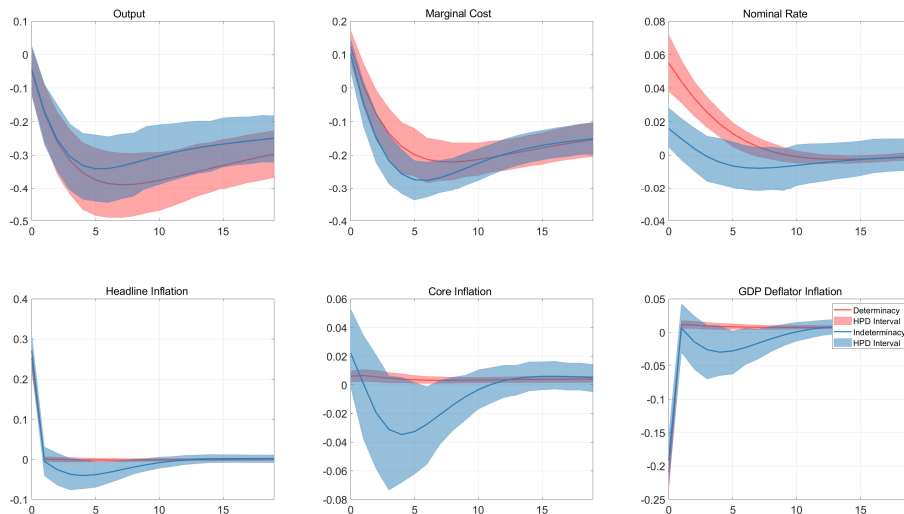 Output
0.1
0
-0.1
-0.2
-0.3
-0.4
-0.5
0 5 10 15
Marginal Cost
0.2
0.1
0
-0.1
-0.2
-0.3
-0.4
0 5 10 15
Nominal Rate
0.08
0.06
0.04
0.02
0
-0.02
-0.04
0 5 10 15
Headline Inflation
0.4
0.3
0.2
0.1
0
-0.1
0 5 10 15
Core Inflation
0.06
0.04
0.02
0
-0.02
-0.04
-0.06
-0.08
0 5 10 15
GDP Deflator Inflation
0.05
0
-0.05
-0.1
-0.15
-0.2
-0.25
0 5 10 15
Determinacy
HPD Interval
Indeterminacy
HPD Interval